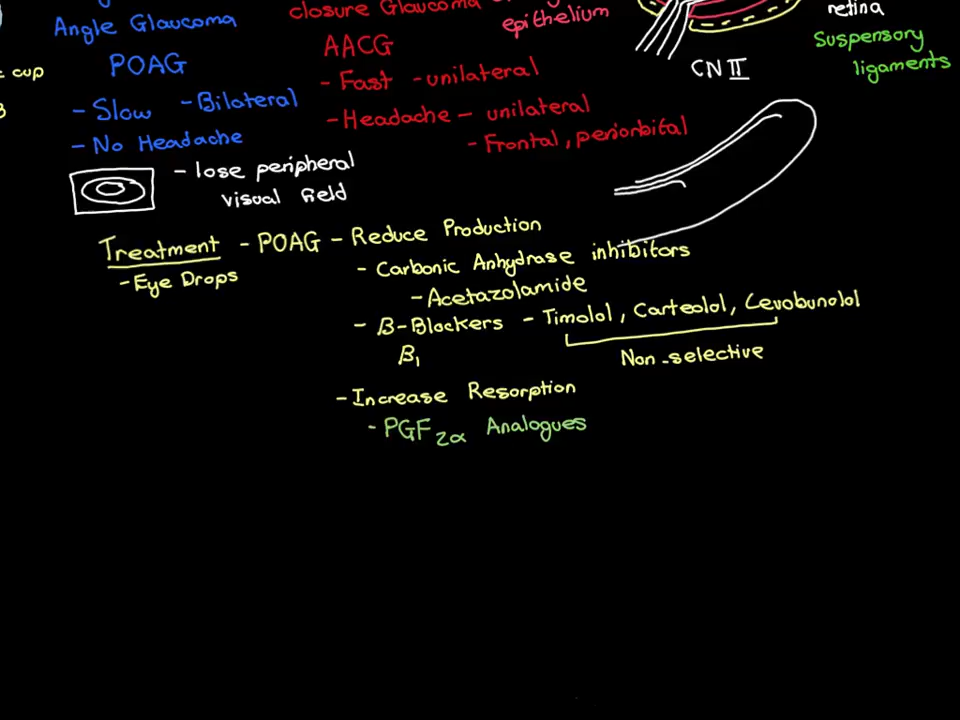 Angle Glaucoma
POAG
cup
- Slow - Bilateral
- No Headache
- lose peripheral
visual field
closure Glaucoma
AACG
- Fast - unilateral
- Headache - unilateral
- Frontal, periorbital
epithelium
CN II
retina
Suspensory
ligaments
Treatment - POAG - Reduce Production
- Eye Drops
- Carbonic Anhydrase inhibitors
- Acetazolamide
- β-Blockers - Timolol, Carteolol, Levobunolol
β1
Non-selective
- Increase Resorption
- PGF2α Analogues